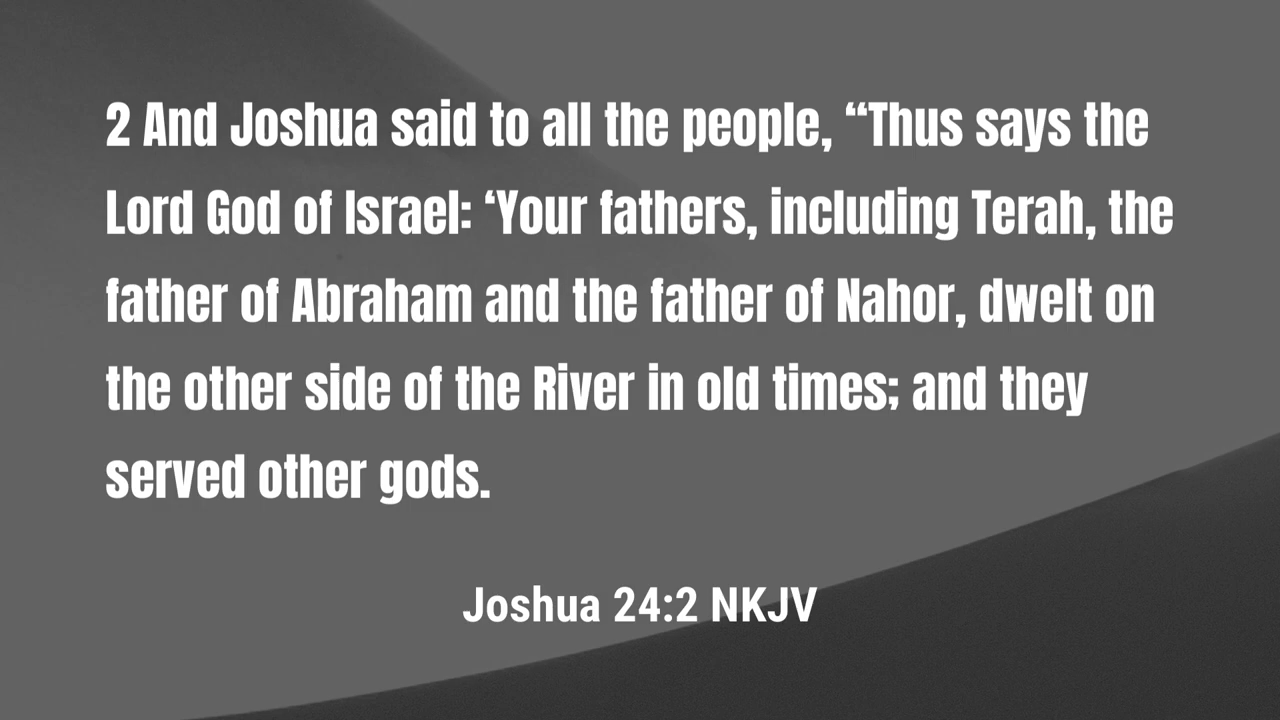 2 And Joshua said to all the people, “Thus says the
Lord God of Israel: ‘Your fathers, including Terah, the
father of Abraham and the father of Nahor, dwelt on
the other side of the River in old times; and they
served other gods.
Joshua 24:2 NKJV